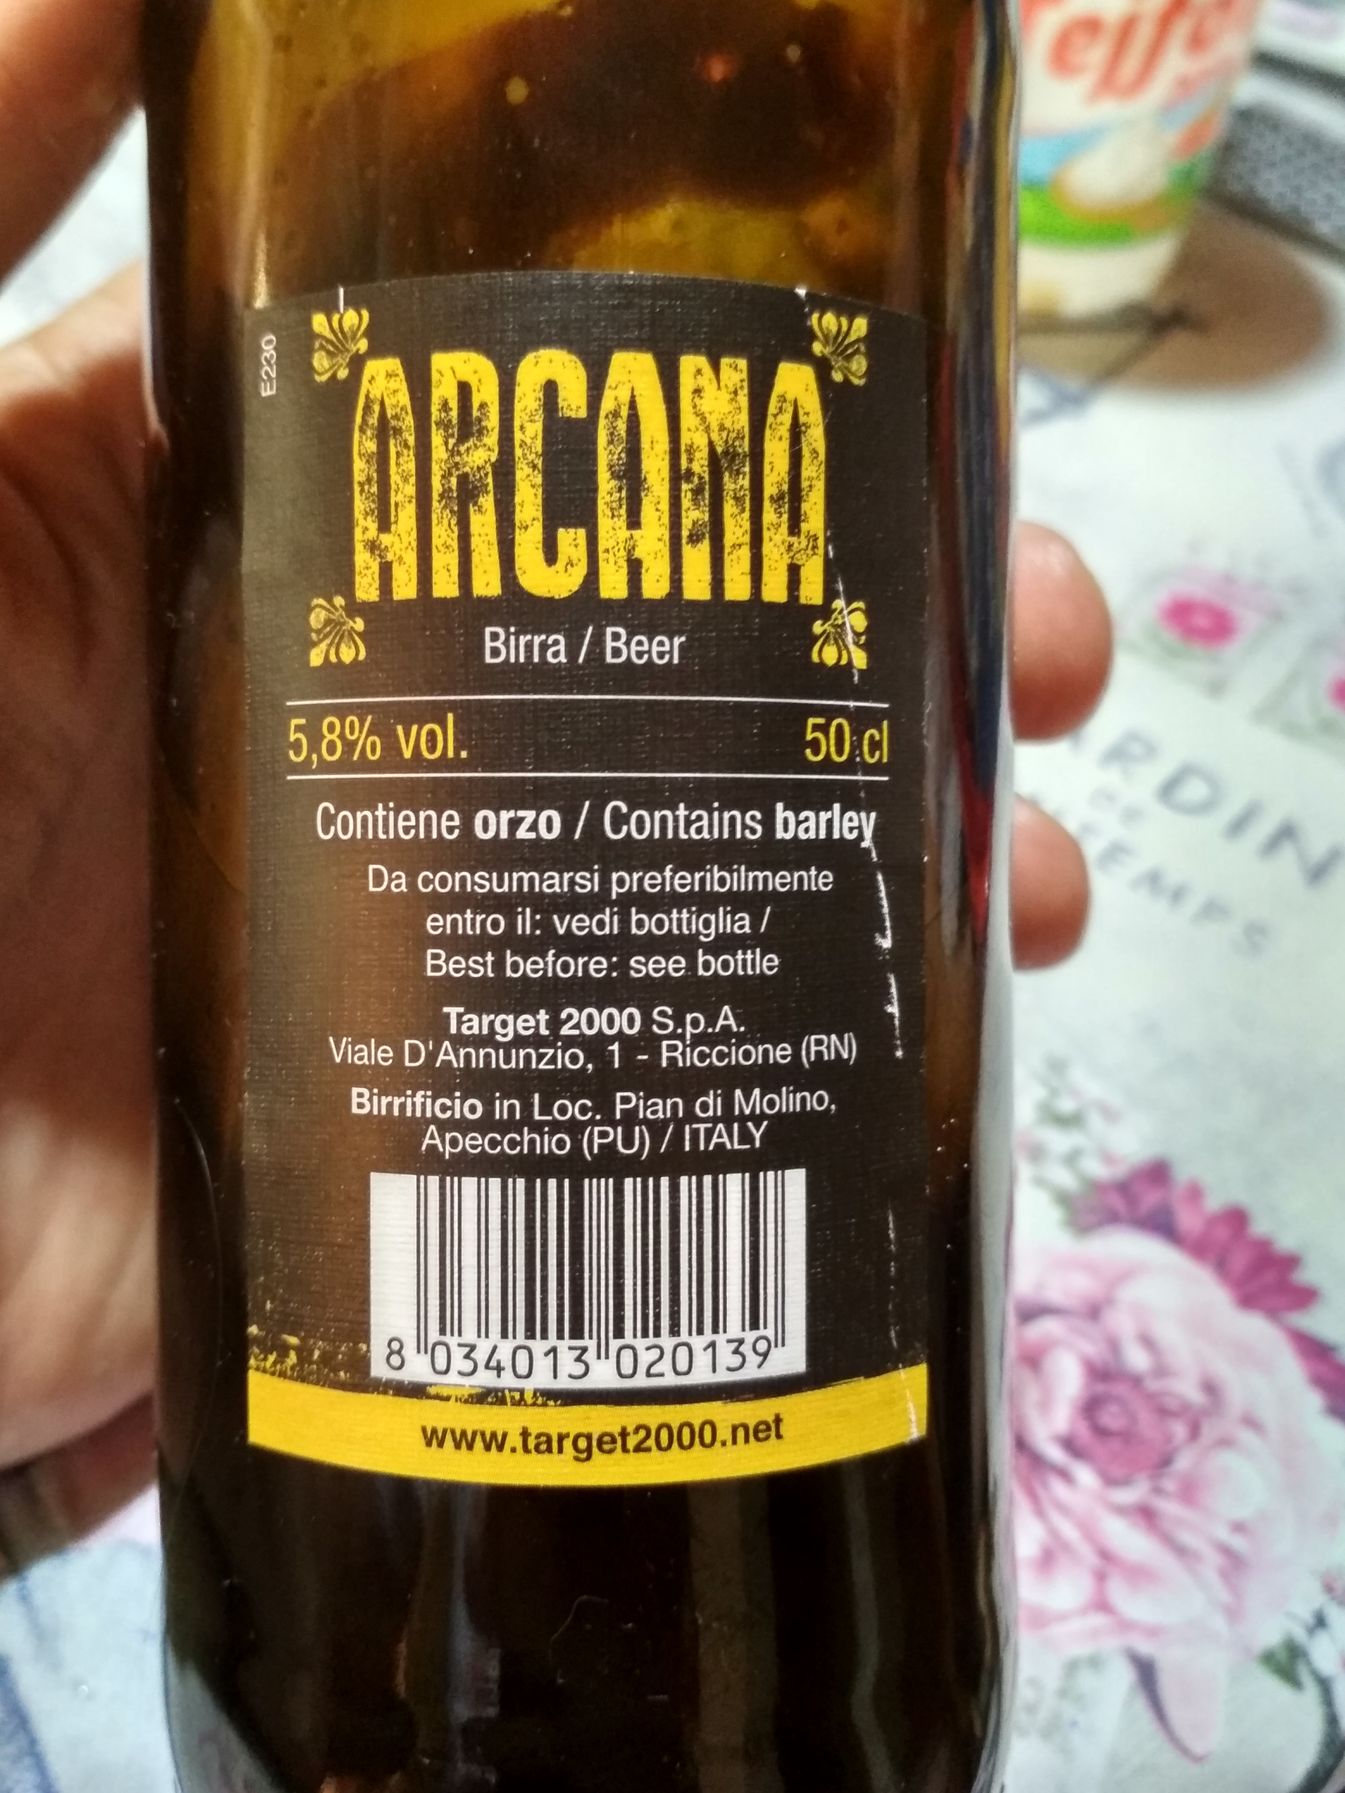 E230
ARCANA
Birra / Beer
5,8% vol. 50 cl
Contiene orzo / Contains barley
Da consumarsi preferibilmente
entro il: vedi bottiglia /
Best before: see bottle
Target 2000 S.p.A.
Viale D'Annunzio, 1 - Riccione (RN)
Birrificio in Loc. Pian di Molino,
Apecchio (PU) / ITALY
8 034013 020139
www.target2000.net